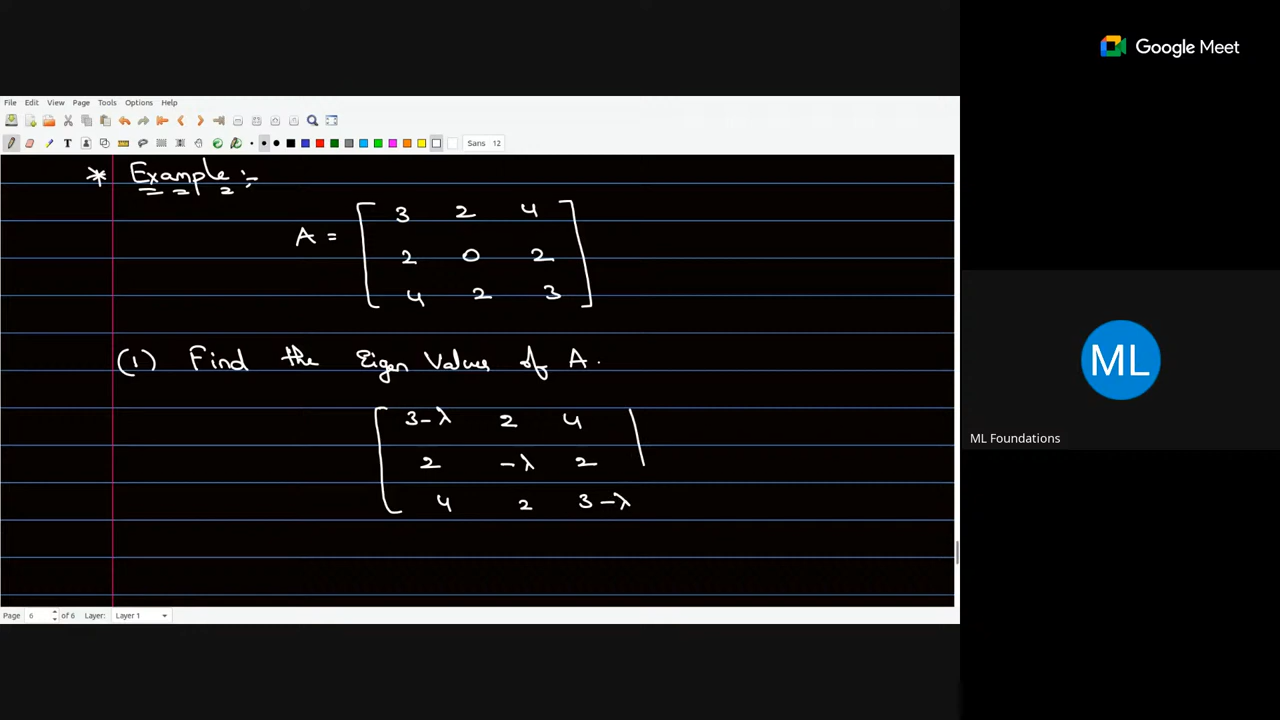 Google Meet
File Edit View Page Tools Options Help
Sans 12
* Example :-
A = [ 3 2 4
2 0 2
4 2 3 ]
(1) Find the Eigen Values of A.
[ 3-λ 2 4
2 -λ 2
4 2 3-λ
ML
ML Foundations
Page 6 of 6 Layer: Layer 1